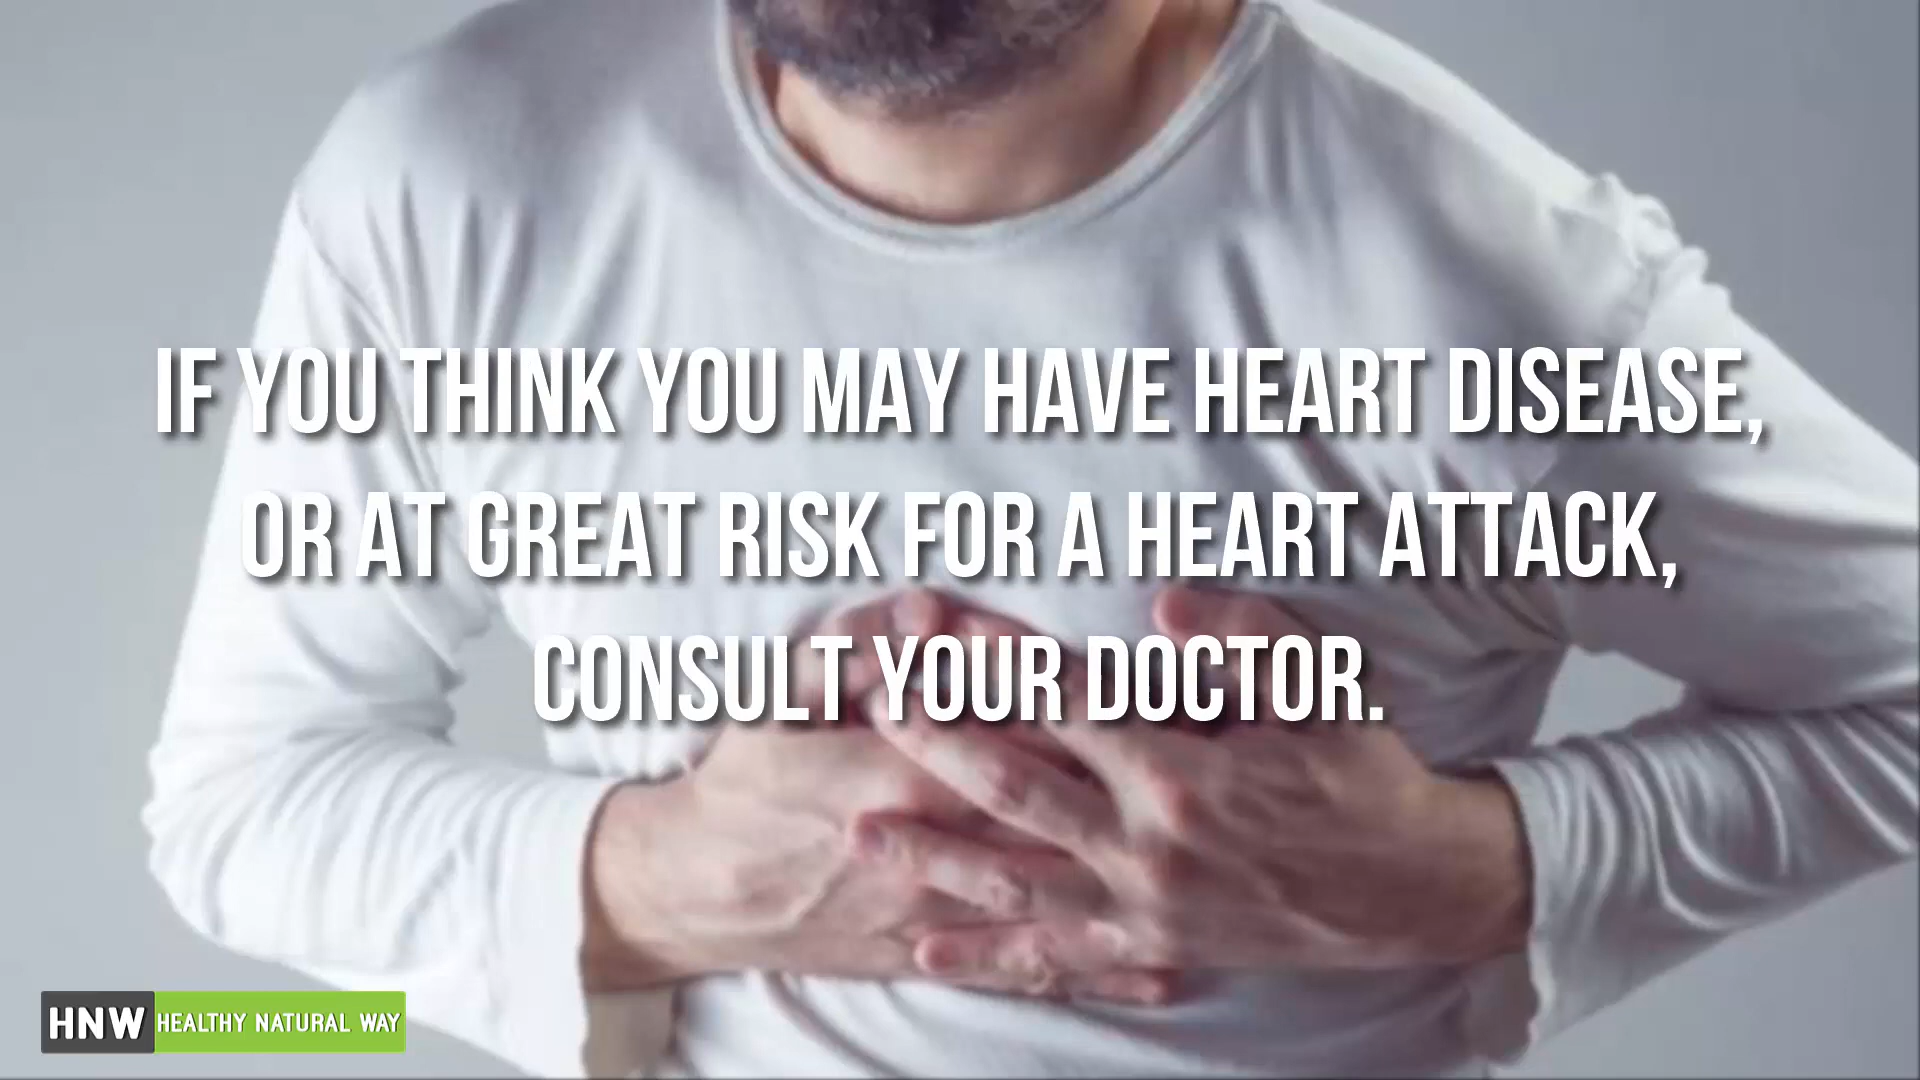 IF YOU THINK YOU MAY HAVE HEART DISEASE,
OR AT GREAT RISK FOR A HEART ATTACK,
CONSULT YOUR DOCTOR.
HNW HEALTHY NATURAL WAY